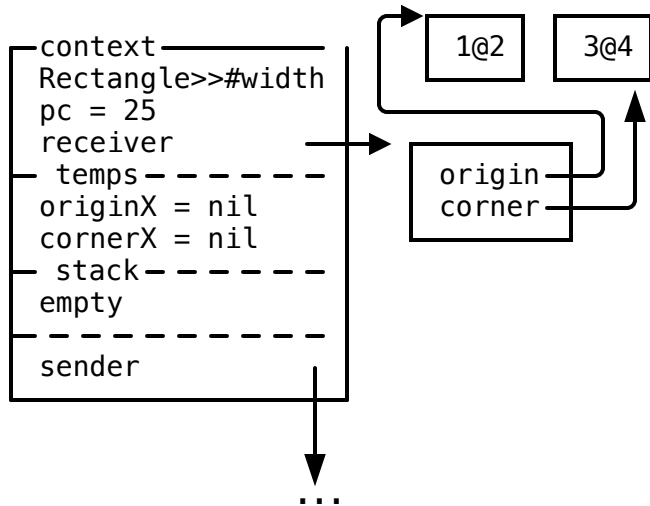 context
Rectangle>>#width
pc = 25
receiver
temps
originX = nil
cornerX = nil
stack
empty
sender
...
1@2
3@4
origin
corner